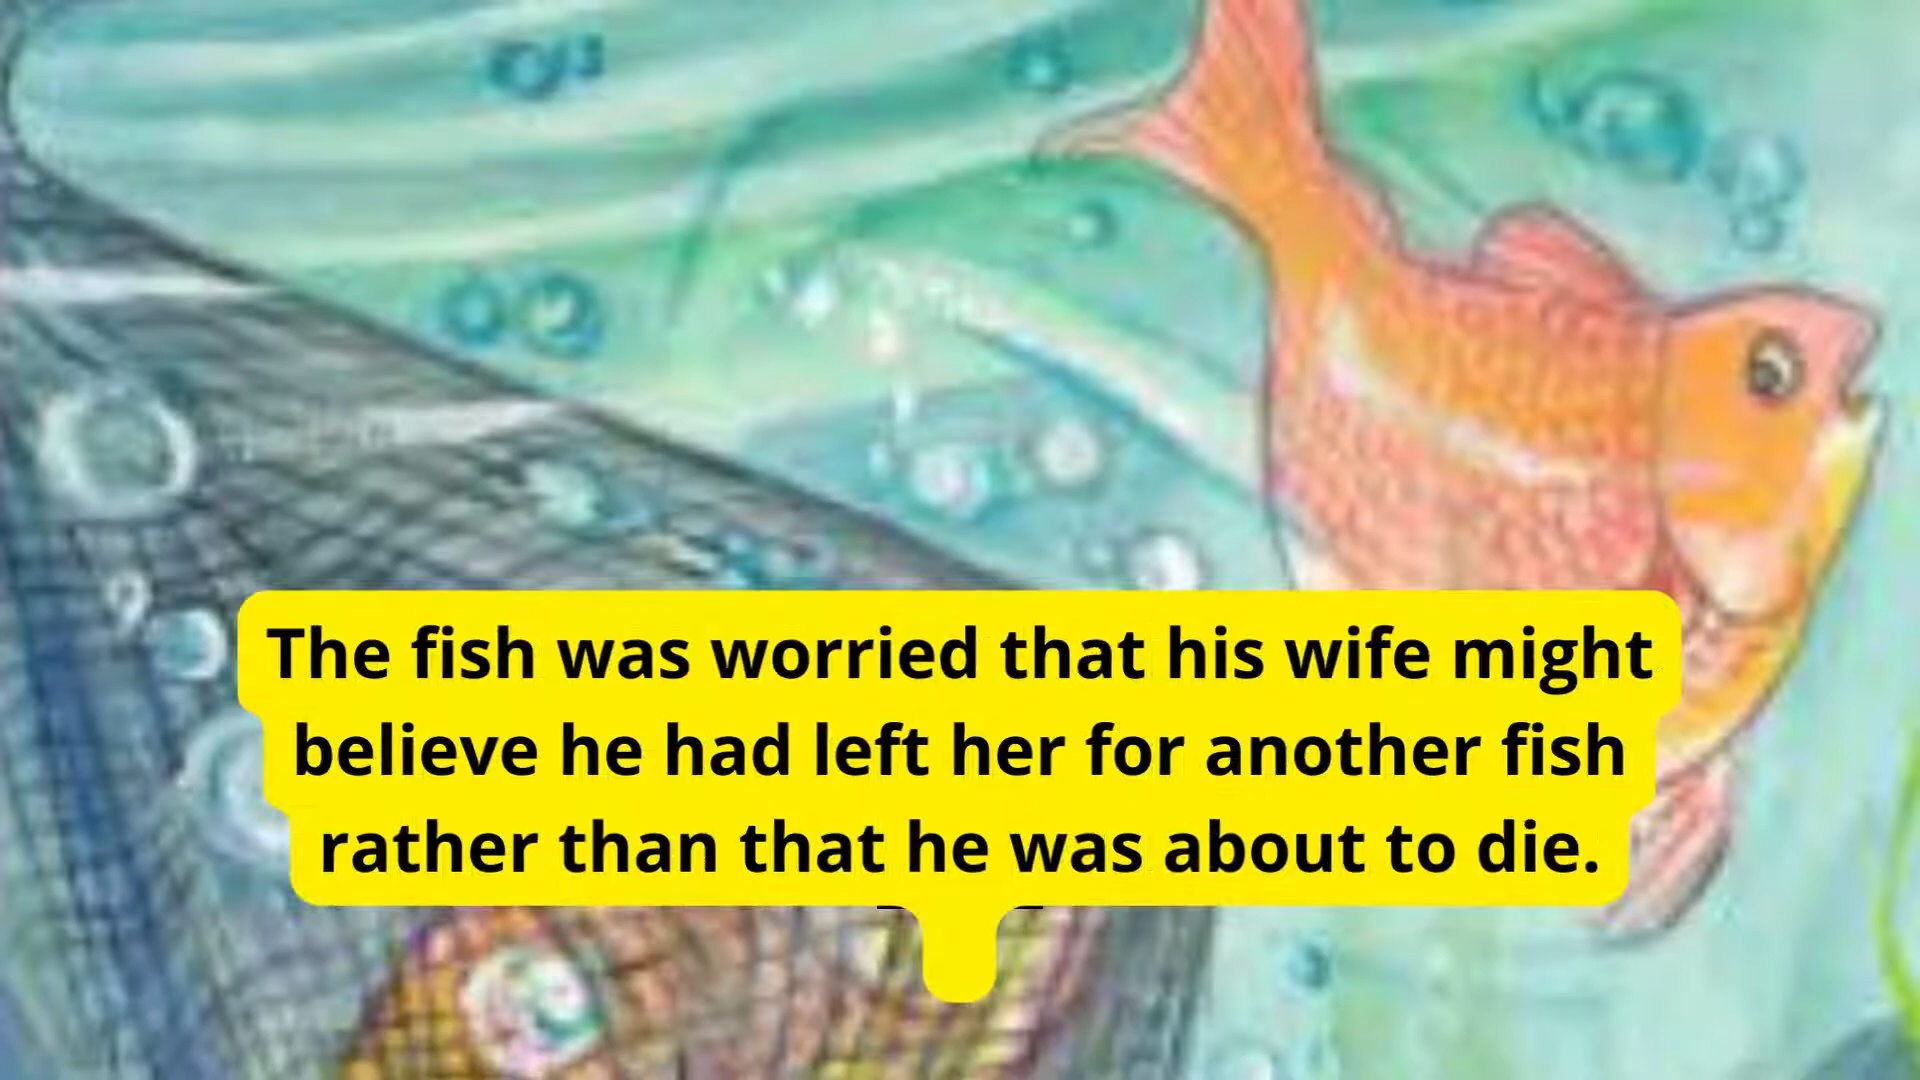 The fish was worried that his wife might
believe he had left her for another fish
rather than that he was about to die.